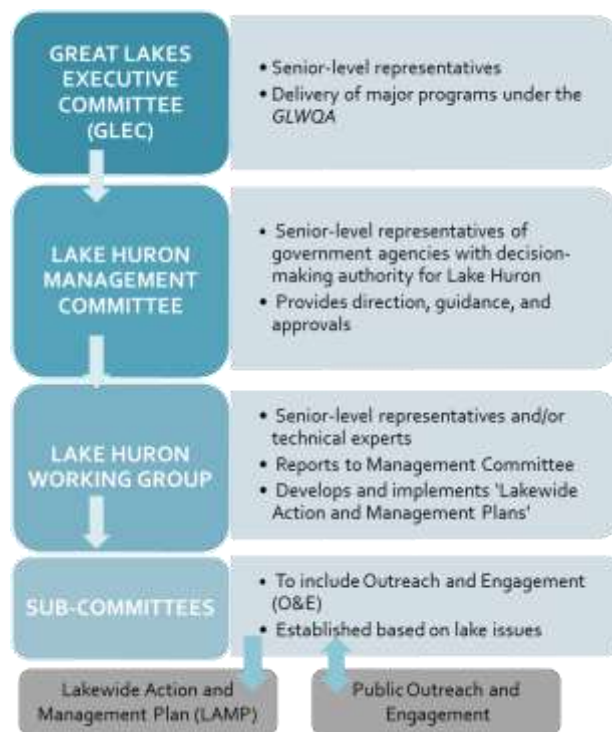 GREAT LAKES
EXECUTIVE
COMMITTEE
(GLEC)
• Senior-level representatives
• Delivery of major programs under the
GLWQA
LAKE HURON
MANAGEMENT
COMMITTEE
• Senior-level representatives of
government agencies with decision-
making authority for Lake Huron
• Provides direction, guidance, and
approvals
LAKE HURON
WORKING GROUP
• Senior-level representatives and/or
technical experts
• Reports to Management Committee
• Develops and implements 'Lakewide
Action and Management Plans'
SUB-COMMITTEES
• To include Outreach and Engagement
(O&E)
• Established based on lake issues
Lakewide Action and
Management Plan (LAMP)
Public Outreach and
Engagement